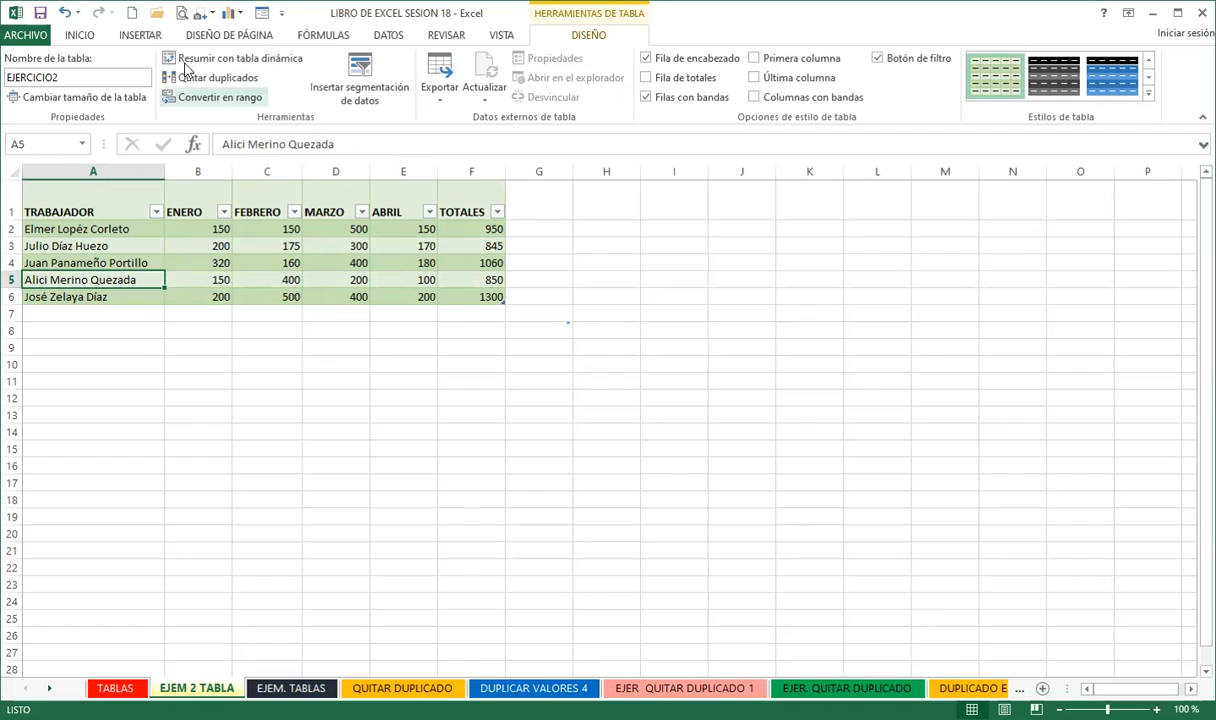 LIBRO DE EXCEL SESION 18 - Excel
HERRAMIENTAS DE TABLA
?
ARCHIVO INICIO INSERTAR DISEÑO DE PÁGINA FÓRMULAS DATOS REVISAR VISTA DISEÑO Iniciar sesión
Nombre de la tabla:
EJERCICIO2
Cambiar tamaño de la tabla
Propiedades
Resumir con tabla dinámica
Quitar duplicados
Convertir en rango
Insertar segmentación
de datos
Herramientas
Exportar Actualizar
Propiedades
Abrir en el explorador
Desvincular
Datos externos de tabla
Fila de encabezado Primera columna Botón de filtro
Fila de totales Última columna
Filas con bandas Columnas con bandas
Opciones de estilo de tabla
Estilos de tabla
A5 fx Alici Merino Quezada
A B C D E F G H I J K L M N O P
1 TRABAJADOR ENERO FEBRERO MARZO ABRIL TOTALES
2 Elmer Lopéz Corleto 150 150 500 150 950
3 Julio Díaz Huezo 200 175 300 170 845
4 Juan Panameño Portillo 320 160 400 180 1060
5 Alici Merino Quezada 150 400 200 100 850
6 José Zelaya Díaz 200 500 400 200 1300
7
8
9
10
11
12
13
14
15
16
17
18
19
20
21
22
23
24
25
26
27
28
TABLAS EJEM 2 TABLA EJEM. TABLAS QUITAR DUPLICADO DUPLICAR VALORES 4 EJER QUITAR DUPLICADO 1 EJER. QUITAR DUPLICADO DUPLICADO E ...
LISTO 100 %